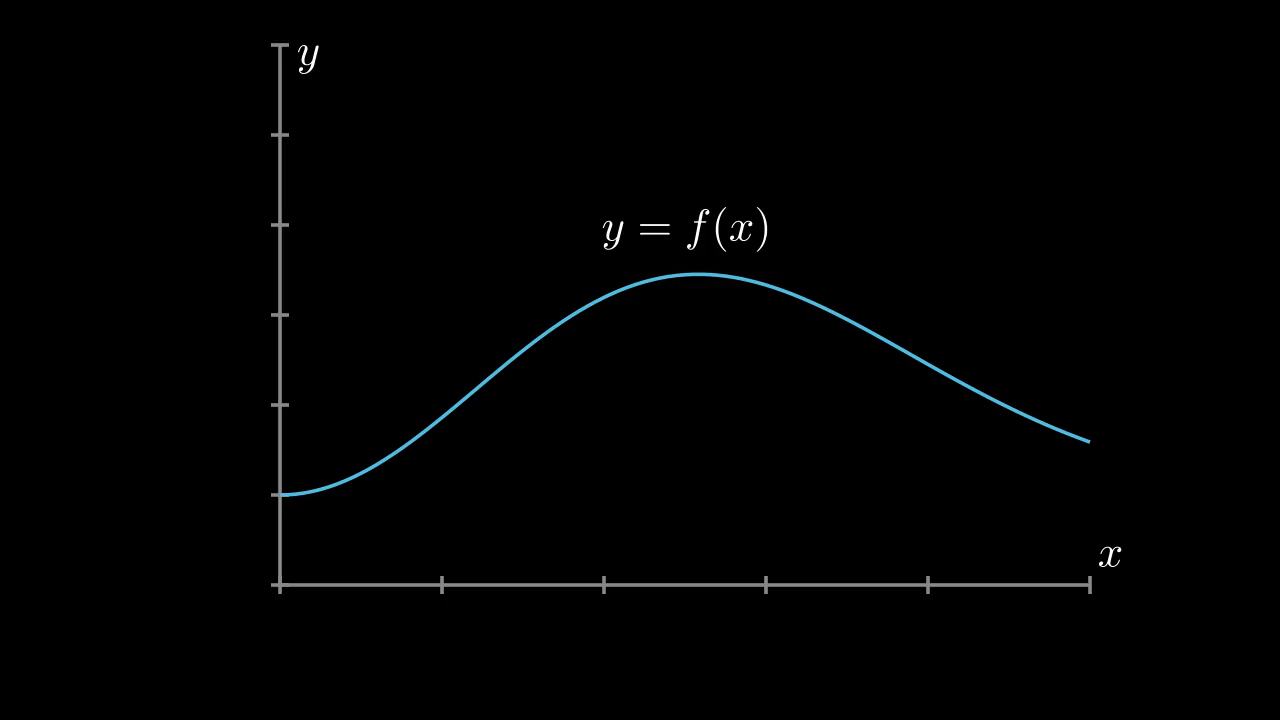 y
y = f(x)
x